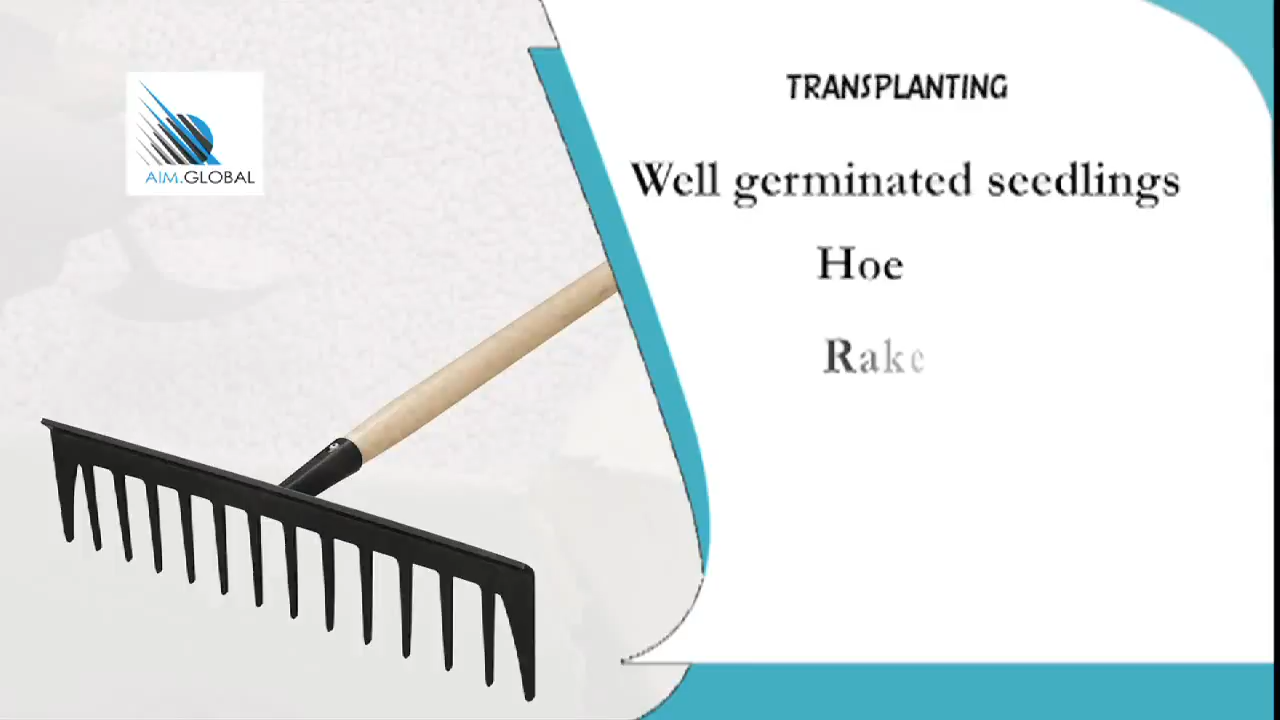 AIM.GLOBAL
TRANSPLANTING
Well germinated seedlings
Hoe
Rake